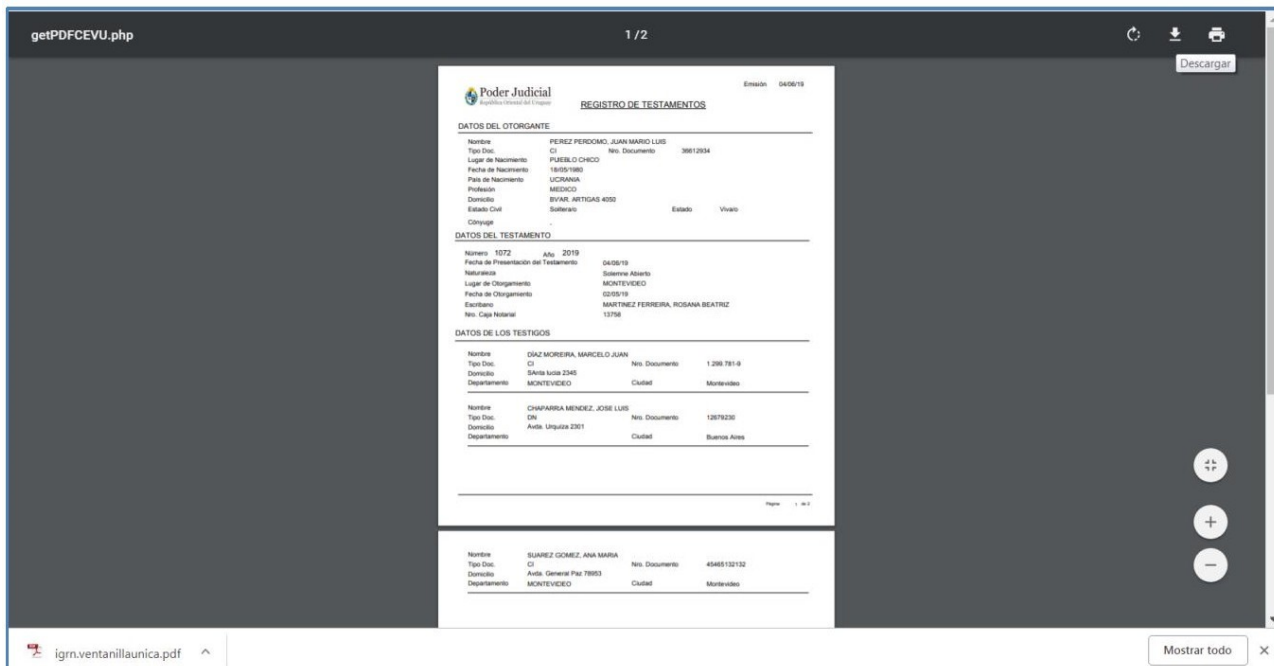 getPDFCEVU.php 1 / 2
Descargar
Emisión 04/06/19
Poder Judicial
República Oriental del Uruguay
REGISTRO DE TESTAMENTOS
DATOS DEL OTORGANTE
Nombre PEREZ PERDOMO, JUAN MARIO LUIS
Tipo Doc. CI Nro. Documento 36612934
Lugar de Nacimiento PUEBLO CHICO
Fecha de Nacimiento 18/05/1980
País de Nacimiento UCRANIA
Profesión MEDICO
Domicilio BVAR. ARTIGAS 4050
Estado Civil Soltera/o Estado Viva/o
Cónyuge ,
DATOS DEL TESTAMENTO
Número 1072 Año 2019
Fecha de Presentación del Testamento 04/06/19
Naturaleza Solemne Abierto
Lugar de Otorgamiento MONTEVIDEO
Fecha de Otorgamiento 02/05/19
Escribano MARTINEZ FERREIRA, ROSANA BEATRIZ
Nro. Caja Notarial 13758
DATOS DE LOS TESTIGOS
Nombre DÍAZ MOREIRA, MARCELO JUAN
Tipo Doc. CI Nro. Documento 1.299.781-9
Domicilio SAnta lucia 2345
Departamento MONTEVIDEO Ciudad Montevideo
Nombre CHAPARRA MENDEZ, JOSE LUIS
Tipo Doc. DN Nro. Documento 12679230
Domicilio Avda. Urquiza 2301
Departamento Ciudad Buenos Aires
Página 1 de 2
Nombre SUAREZ GOMEZ, ANA MARIA
Tipo Doc. CI Nro. Documento 45465132132
Domicilio Avda. General Paz 78953
Departamento MONTEVIDEO Ciudad Montevideo
igrn.ventanillaunica.pdf Mostrar todo